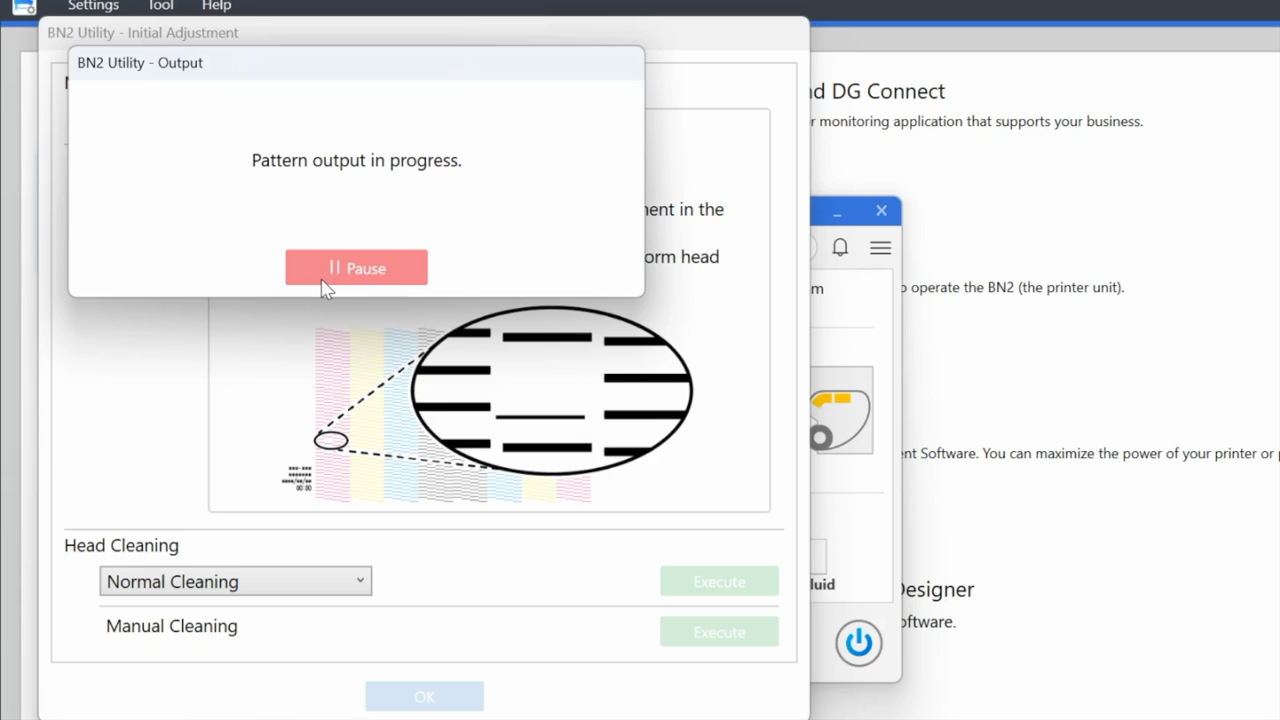 Settings Tool Help
BN2 Utility - Initial Adjustment
BN2 Utility - Output
Pattern output in progress.
Pause
nd DG Connect
r monitoring application that supports your business.
ment in the
orm head
m
o operate the BN2 (the printer unit).
ent Software. You can maximize the power of your printer or
00:00
Head Cleaning
Normal Cleaning
Execute
Manual Cleaning
Execute
OK
luid
Designer
oftware.